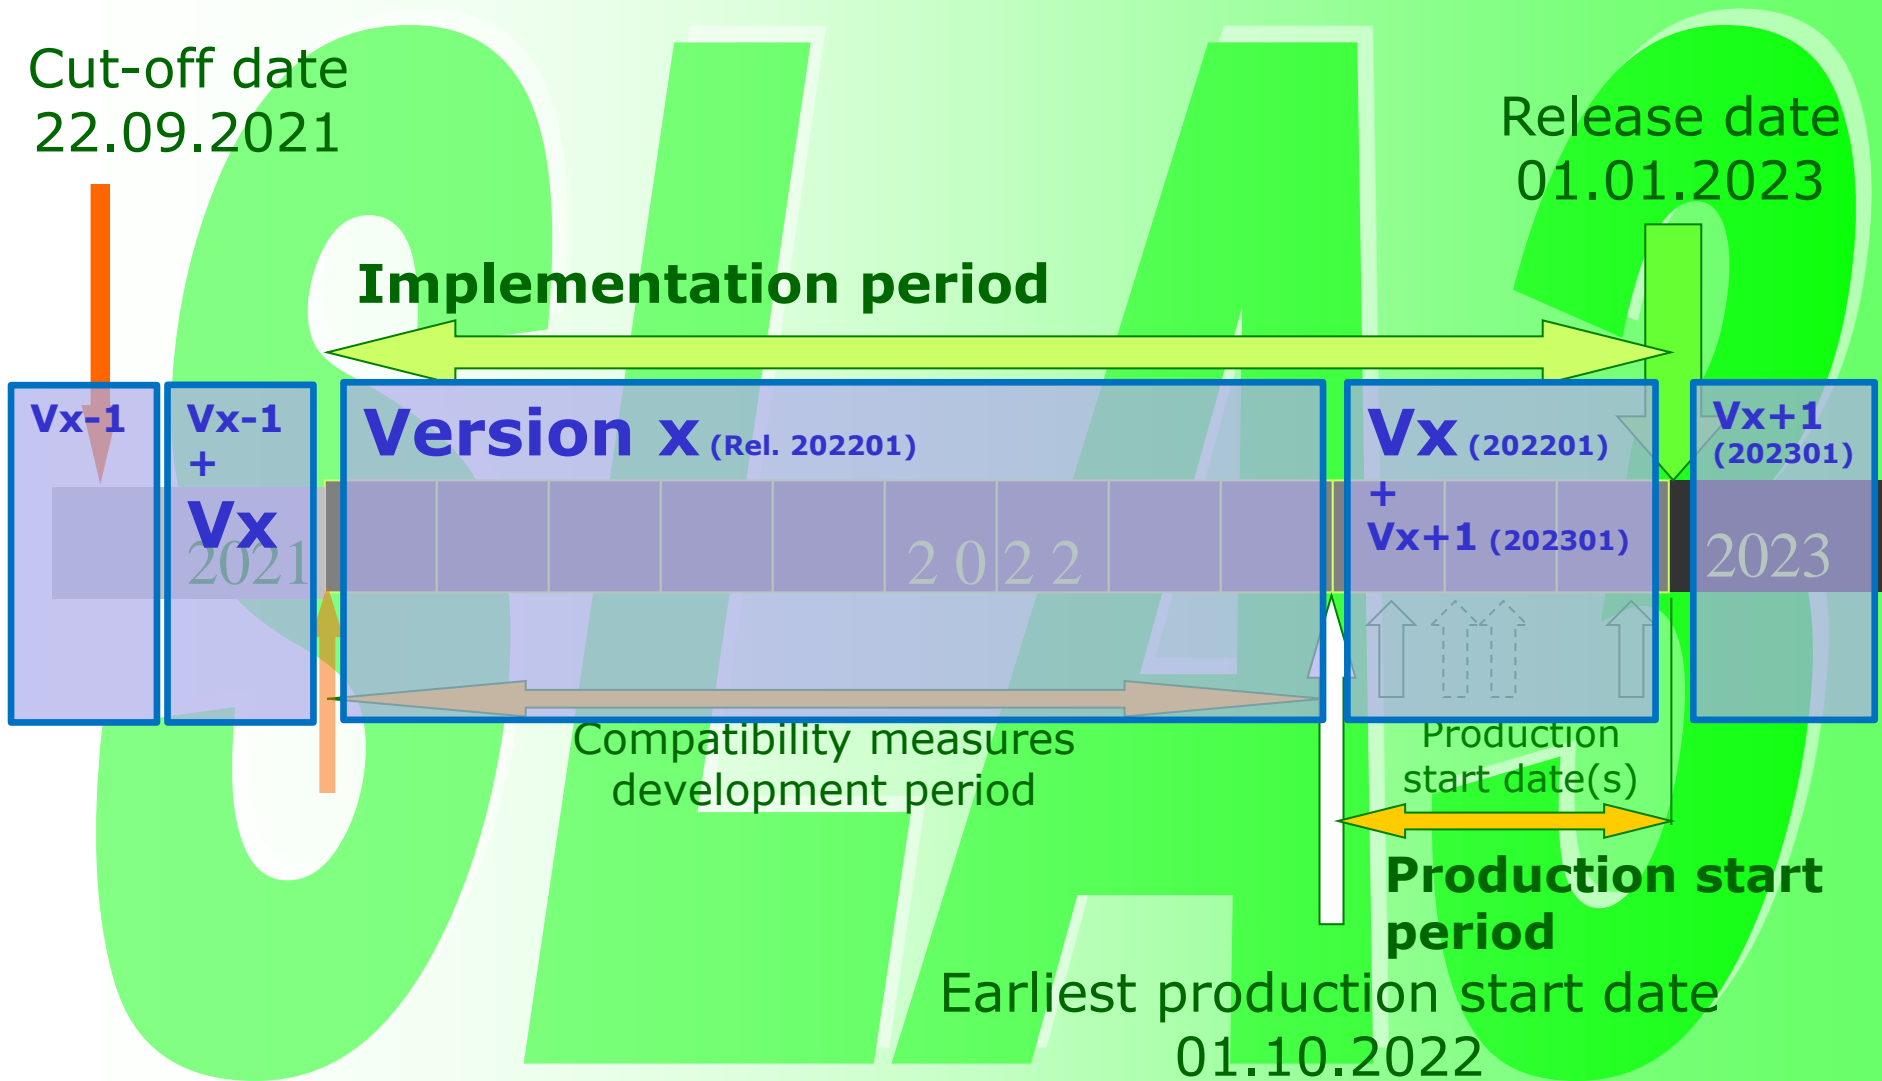 Cut-off date
22.09.2021
Release date
01.01.2023
Implementation period
Vx-1
Vx-1
+
Vx
Version x (Rel. 202201)
Vx (202201)
+
Vx+1 (202301)
Vx+1
(202301)
2021
2022
2023
Compatibility measures
development period
Production
start date(s)
Production start
period
Earliest production start date
01.10.2022